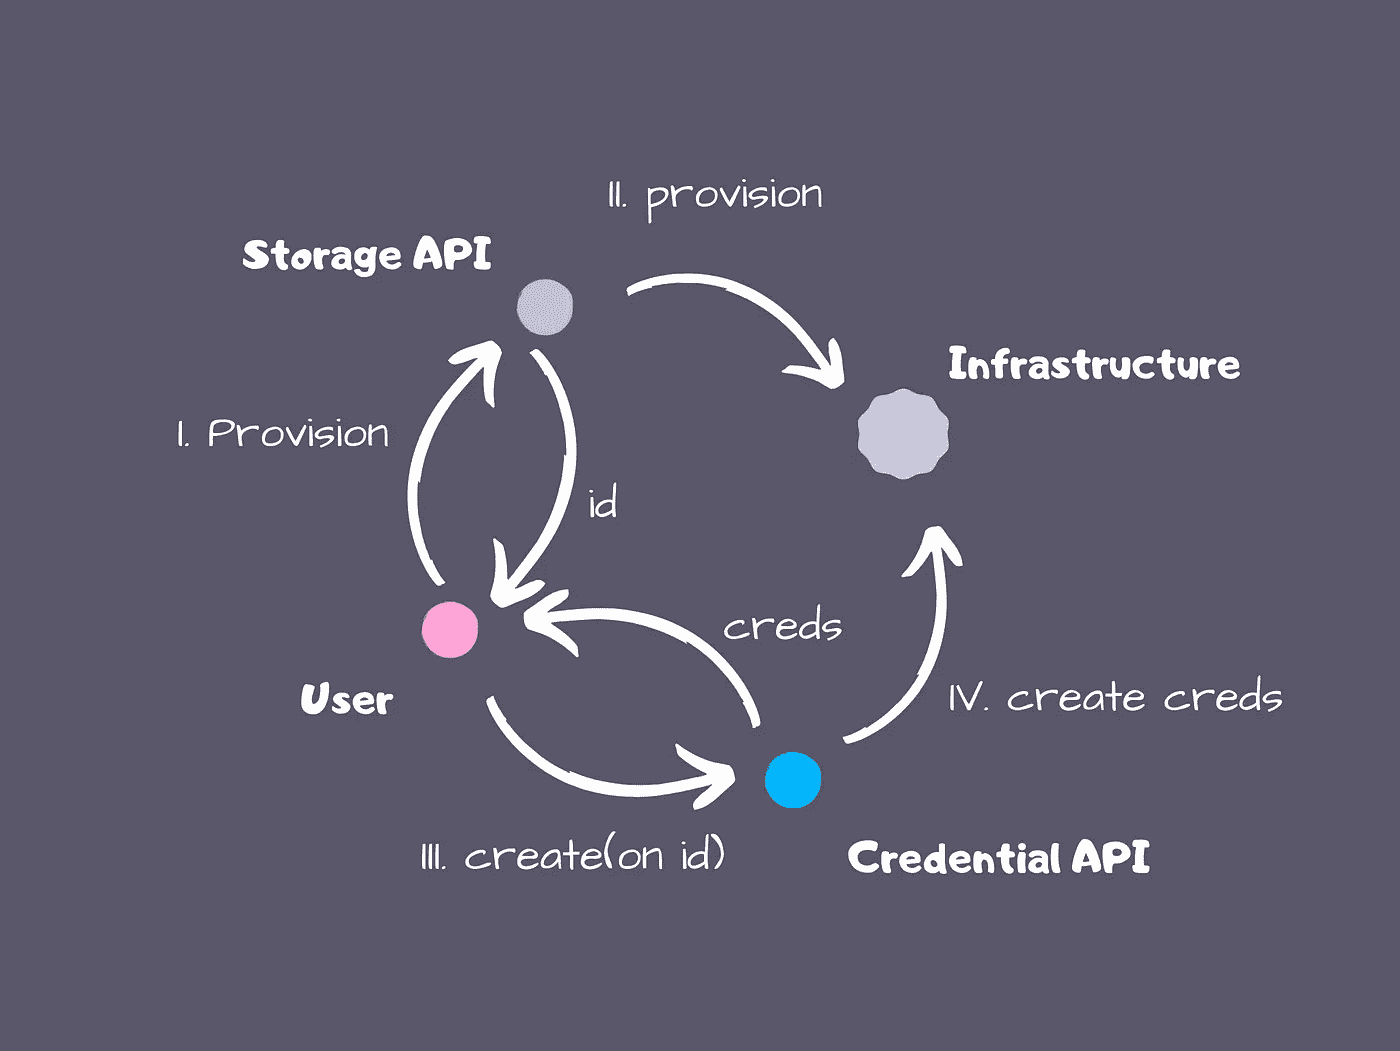 II. provision
Storage API
Infrastructure
I. Provision
id
creds
User
IV. create creds
III. create(on id)
Credential API